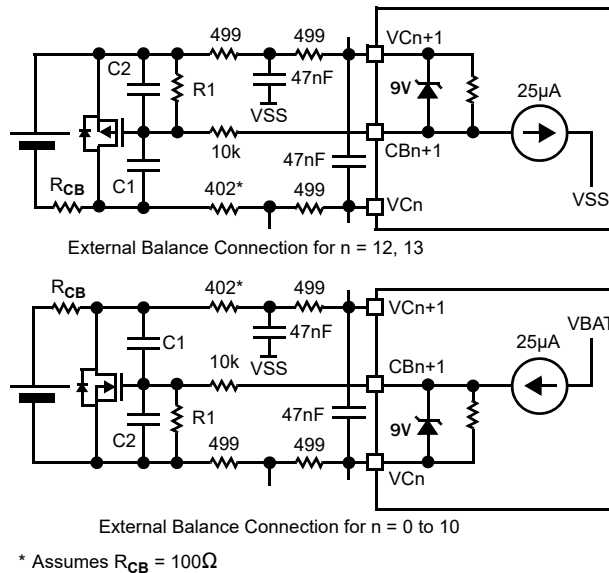 499 499 VCn+1
C2
R1 47nF 9V 25µA
VSS
10k 47nF CBn+1
C1
RCB 402* 499 VSS
VCn
External Balance Connection for n = 12, 13
RCB 402* 499
VCn+1
47nF VBAT
C1 25µA
10k VSS CBn+1
R1 47nF 9V
C2
499 499
VCn
External Balance Connection for n = 0 to 10
* Assumes RCB = 100Ω